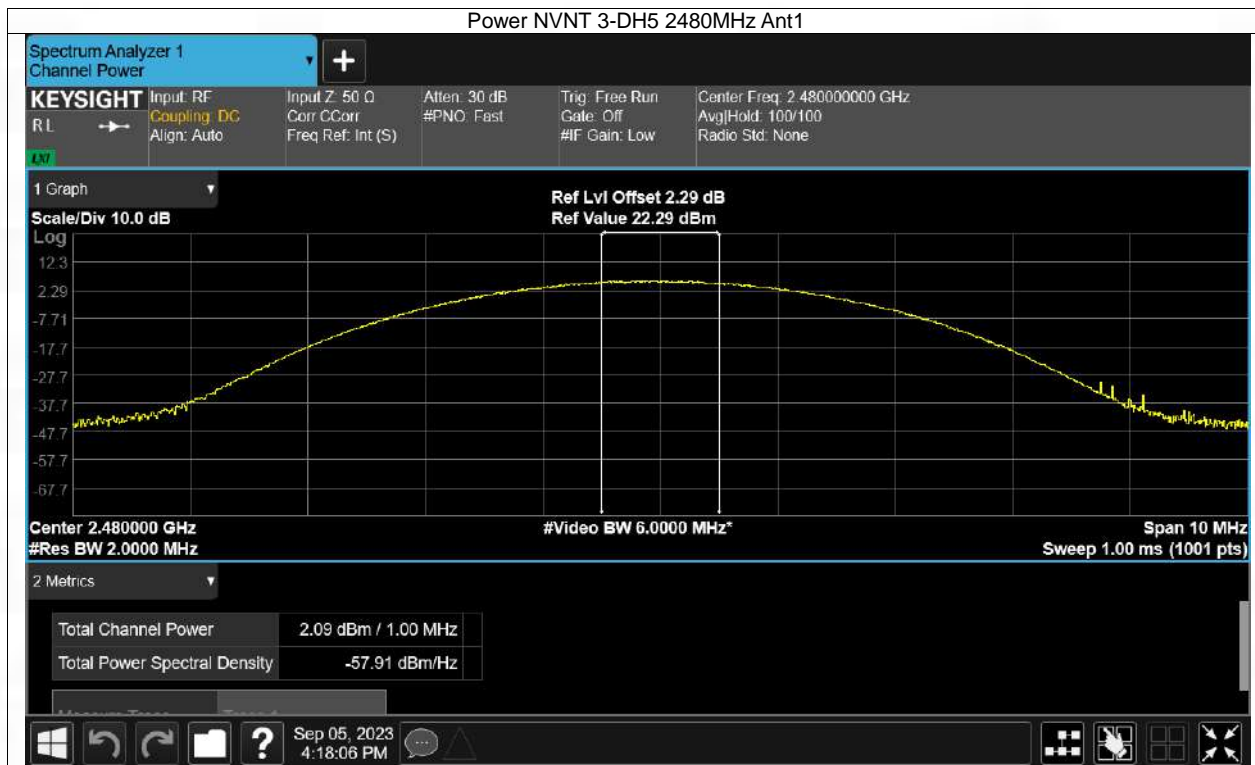 Power NVNT 3-DH5 2480MHz Ant1
Spectrum Analyzer 1
Channel Power
+
KEYSIGHT Input: RF Input Z: 50 Ω Atten: 30 dB Trig: Free Run Center Freq: 2.480000000 GHz
RL Coupling: DC Corr CCorr #PNO: Fast Gate: Off Avg|Hold: 100/100
Align: Auto Freq Ref: Int (S) #IF Gain: Low Radio Std: None
LXI
1 Graph
Ref Lvl Offset 2.29 dB
Scale/Div 10.0 dB Ref Value 22.29 dBm
Log
12.3
2.29
-7.71
-17.7
-27.7
-37.7
-47.7
-57.7
-67.7
Center 2.480000 GHz #Video BW 6.0000 MHz* Span 10 MHz
#Res BW 2.0000 MHz Sweep 1.00 ms (1001 pts)
2 Metrics
Total Channel Power 2.09 dBm / 1.00 MHz
Total Power Spectral Density -57.91 dBm/Hz
?
Sep 05, 2023
4:18:06 PM